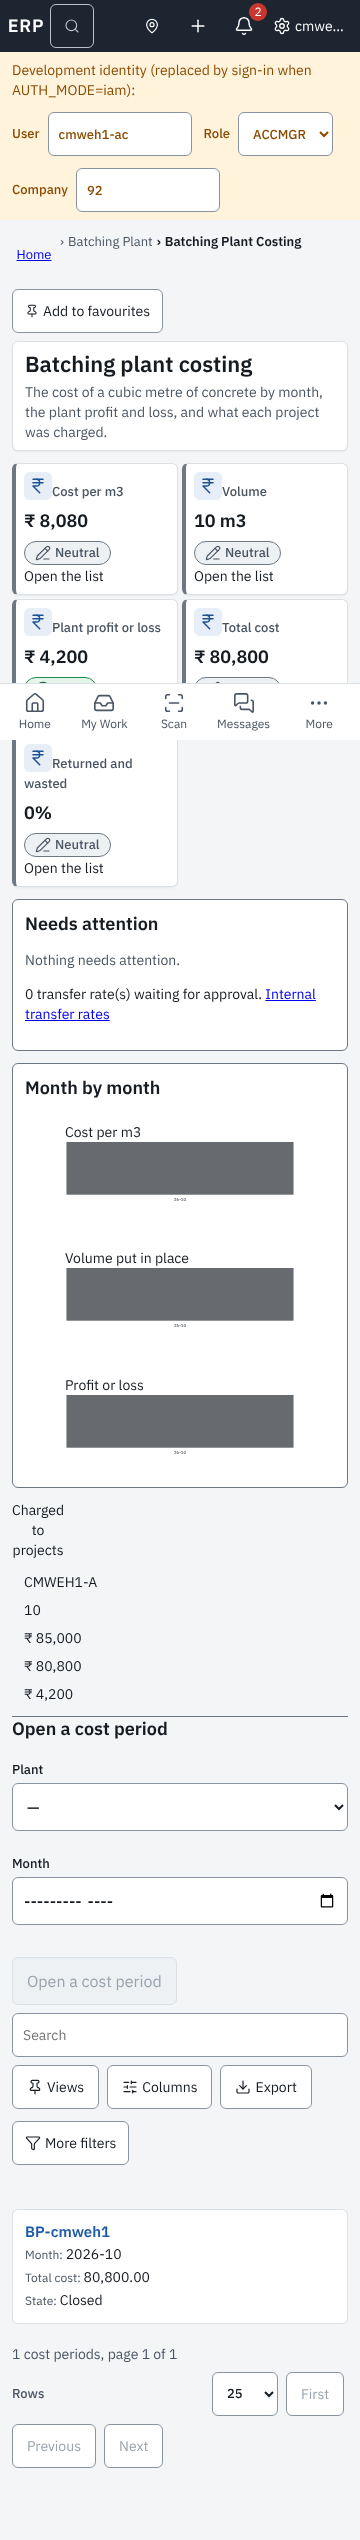 ERP
2
cmwe...
Development identity (replaced by sign-in when
AUTH_MODE=iam):
User
cmweh1-ac
Role
ACCMGR
Company
92
Home
› Batching Plant › Batching Plant Costing
Add to favourites
Batching plant costing
The cost of a cubic metre of concrete by month,
the plant profit and loss, and what each project
was charged.
Cost per m3
₹ 8,080
Neutral
Open the list
Volume
10 m3
Neutral
Open the list
Plant profit or loss
₹ 4,200
Total cost
₹ 80,800
Home
My Work
Scan
Messages
More
Returned and
wasted
0%
Neutral
Open the list
Needs attention
Nothing needs attention.
0 transfer rate(s) waiting for approval. Internal
transfer rates
Month by month
Cost per m3
26-10
Volume put in place
26-10
Profit or loss
26-10
Charged
to
projects
CMWEH1-A
10
₹ 85,000
₹ 80,800
₹ 4,200
Open a cost period
Plant
—
Month
--------- ----
Open a cost period
Search
Views
Columns
Export
More filters
BP-cmweh1
Month: 2026-10
Total cost: 80,800.00
State: Closed
1 cost periods, page 1 of 1
Rows
25
First
Previous
Next